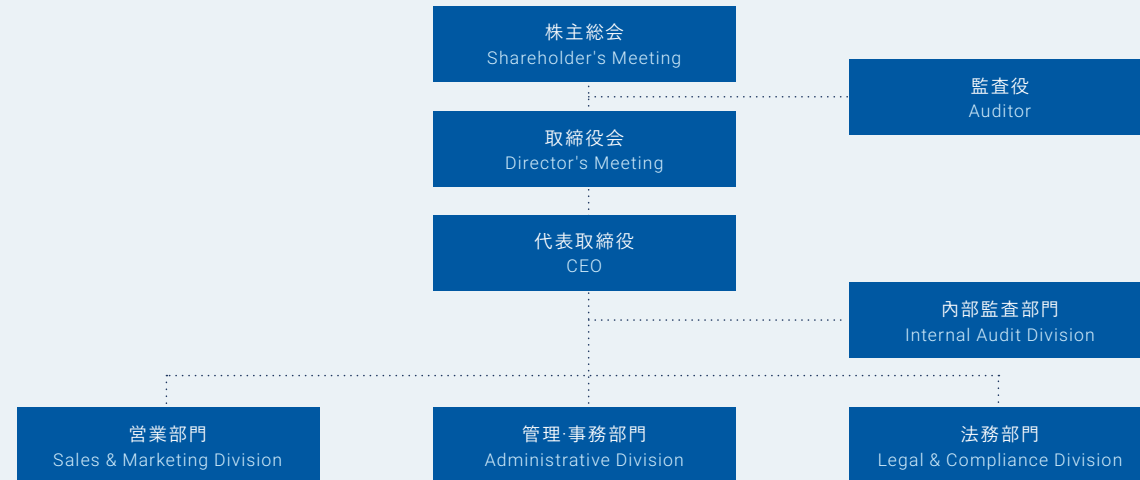 株主総会
Shareholder's Meeting
監査役
Auditor
取締役会
Director's Meeting
代表取締役
CEO
內部監査部門
Internal Audit Division
営業部門
Sales & Marketing Division
管理·事務部門
Administrative Division
法務部門
Legal & Compliance Division